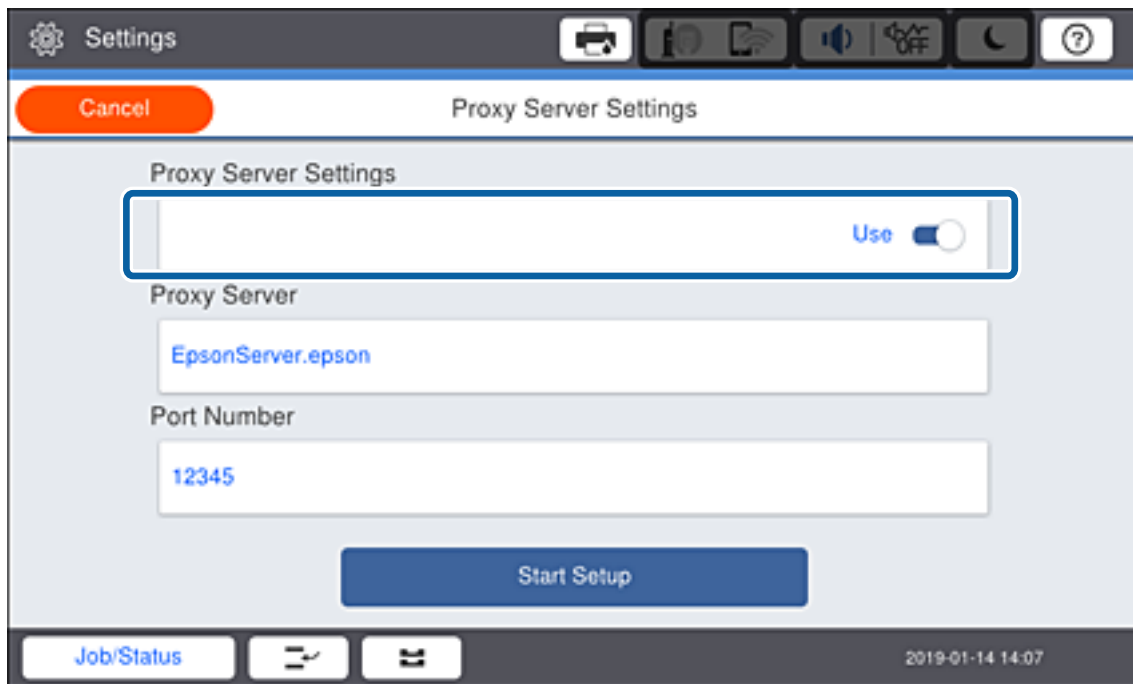 Settings
OFF
?
Cancel
Proxy Server Settings
Proxy Server Settings
Use
Proxy Server
EpsonServer.epson
Port Number
12345
Start Setup
Job/Status
2019-01-14 14:07